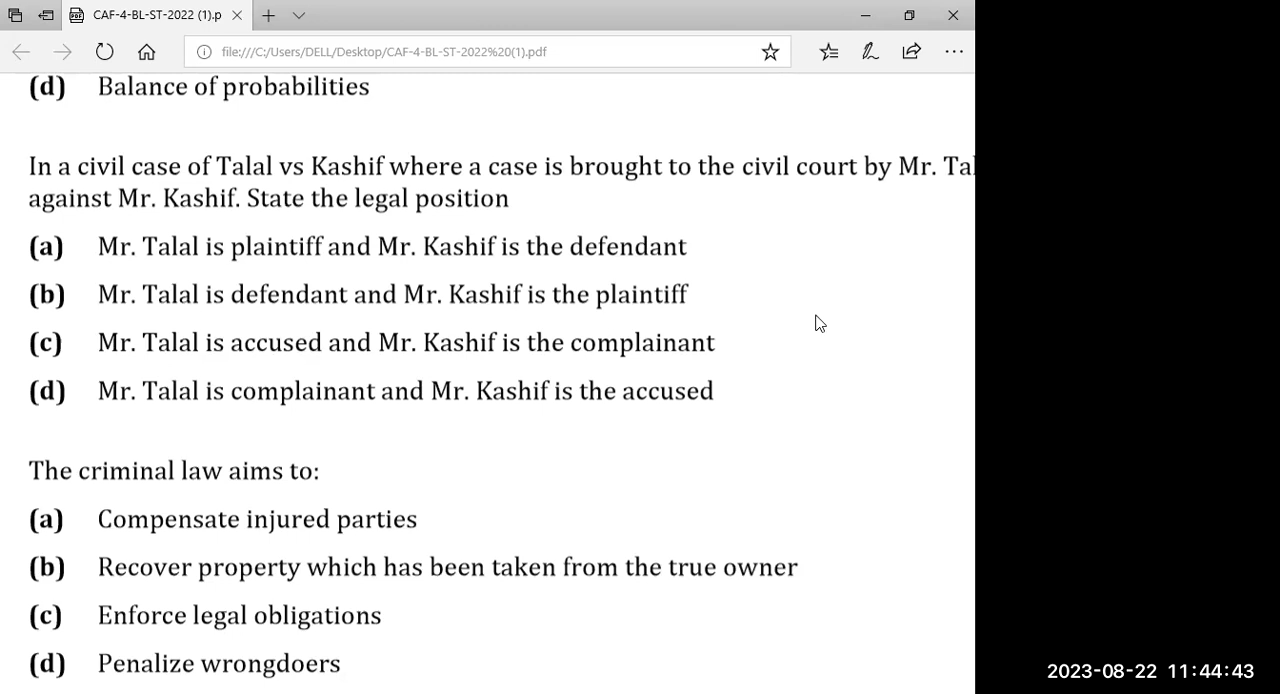 CAF-4-BL-ST-2022 (1).p
file:///C:/Users/DELL/Desktop/CAF-4-BL-ST-2022%20(1).pdf
(d) Balance of probabilities
In a civil case of Talal vs Kashif where a case is brought to the civil court by Mr. Tal
against Mr. Kashif. State the legal position
(a) Mr. Talal is plaintiff and Mr. Kashif is the defendant
(b) Mr. Talal is defendant and Mr. Kashif is the plaintiff
(c) Mr. Talal is accused and Mr. Kashif is the complainant
(d) Mr. Talal is complainant and Mr. Kashif is the accused
The criminal law aims to:
(a) Compensate injured parties
(b) Recover property which has been taken from the true owner
(c) Enforce legal obligations
(d) Penalize wrongdoers
2023-08-22 11:44:43